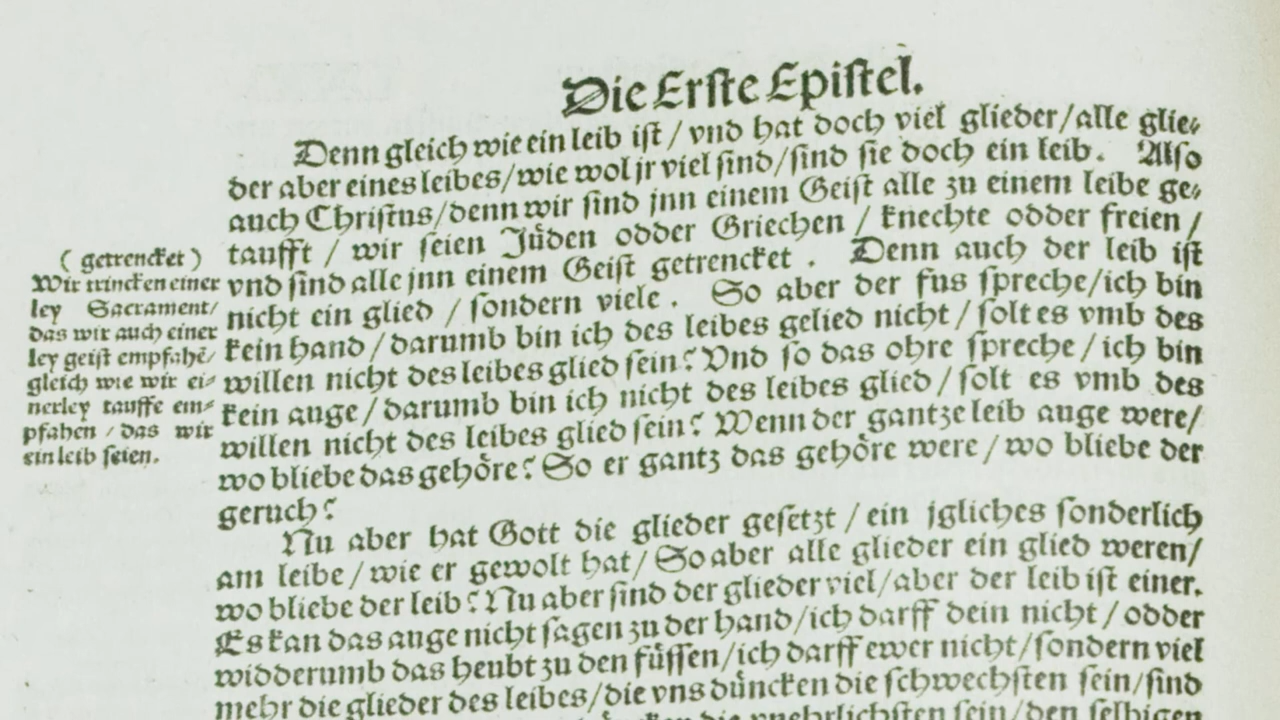 Die Erste Epistel.
Denn gleich wie ein leib ist / vnd hat doch viel glieder/alle glie-
der aber eines leibes/wie wol jr viel sind/sind sie doch ein leib. Also
auch Christus/denn wir sind jnn einem Geist alle zu einem leibe ge-
taufft / wir seien Jüden odder Griechen / knechte odder freien /
vnd sind alle jnn einem Geist getrencket . Denn auch der leib ist
nicht ein glied / sondern viele . So aber der fus spreche/ich bin
kein hand / darumb bin ich des leibes gelied nicht / solt es vmb des
willen nicht des leibes glied sein? Vnd so das ohre spreche / ich bin
kein auge / darumb bin ich nicht des leibes glied / solt es vmb des
willen nicht des leibes glied sein? Wenn der gantze leib auge were/
wo bliebe das gehöre? So er gantz das gehöre were / wo bliebe der
geruch?
Nu aber hat Gott die glieder gesetzt / ein jgliches sonderlich
am leibe / wie er gewolt hat/ So aber alle glieder ein glied weren/
wo bliebe der leib? Nu aber sind der glieder viel/aber der leib ist einer.
Es kan das auge nicht sagen zu der hand/ich darff dein nicht / odder
widderumb das heubt zu den füssen/ich darff ewer nicht/sondern viel
mehr die glieder des leibes/die vns düncken die schwechsten sein/sind
die vnehrlichsten sein/den selbigen
( getrencket )
Wir trincken einer
ley Sacrament/
das wir auch einer
ley geist empfahē/
gleich wie wir ei-
nerley tauffe em-
pfahen / das wir
ein leib seien.